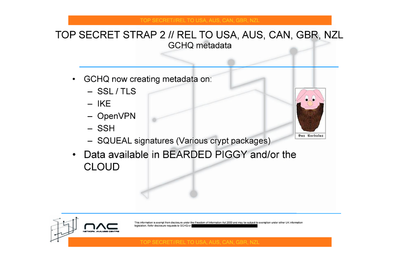 TOP SECRET/REL TO USA, AUS, CAN, GBR, NZL
TOP SECRET STRAP 2 // REL TO USA, AUS, CAN, GBR, NZL
GCHQ metadata
• GCHQ now creating metadata on:
– SSL / TLS
– IKE
– OpenVPN
– SSH
– SQUEAL signatures (Various crypt packages)
• Data available in BEARDED PIGGY and/or the
CLOUD
NAC
NETWORK ANALYSIS CENTRE
This information is exempt from disclosure under the Freedom of Information Act 2000 and may be subject to exemption under other UK information
legislation. Refer disclosure requests to GCHQ on
TOP SECRET/REL TO USA, AUS, CAN, GBR, NZL